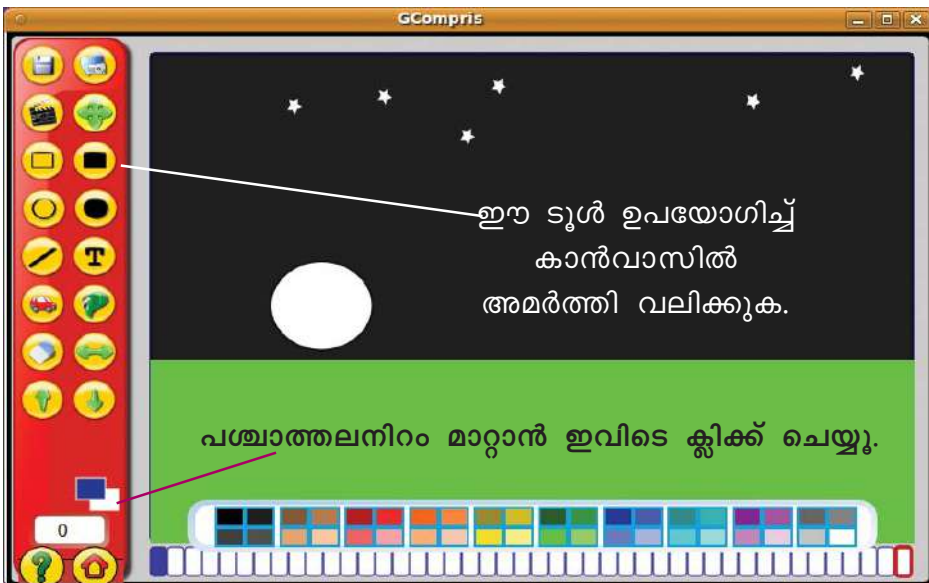 GCompris
T
ഈ ടൂൾ ഉപയോഗിച്ച്
കാൻവാസിൽ
അമർത്തി വലിക്കുക.
പശ്ചാത്തലനിറം മാറ്റാൻ ഇവിടെ ക്ലിക്ക് ചെയ്യൂ.
0
?